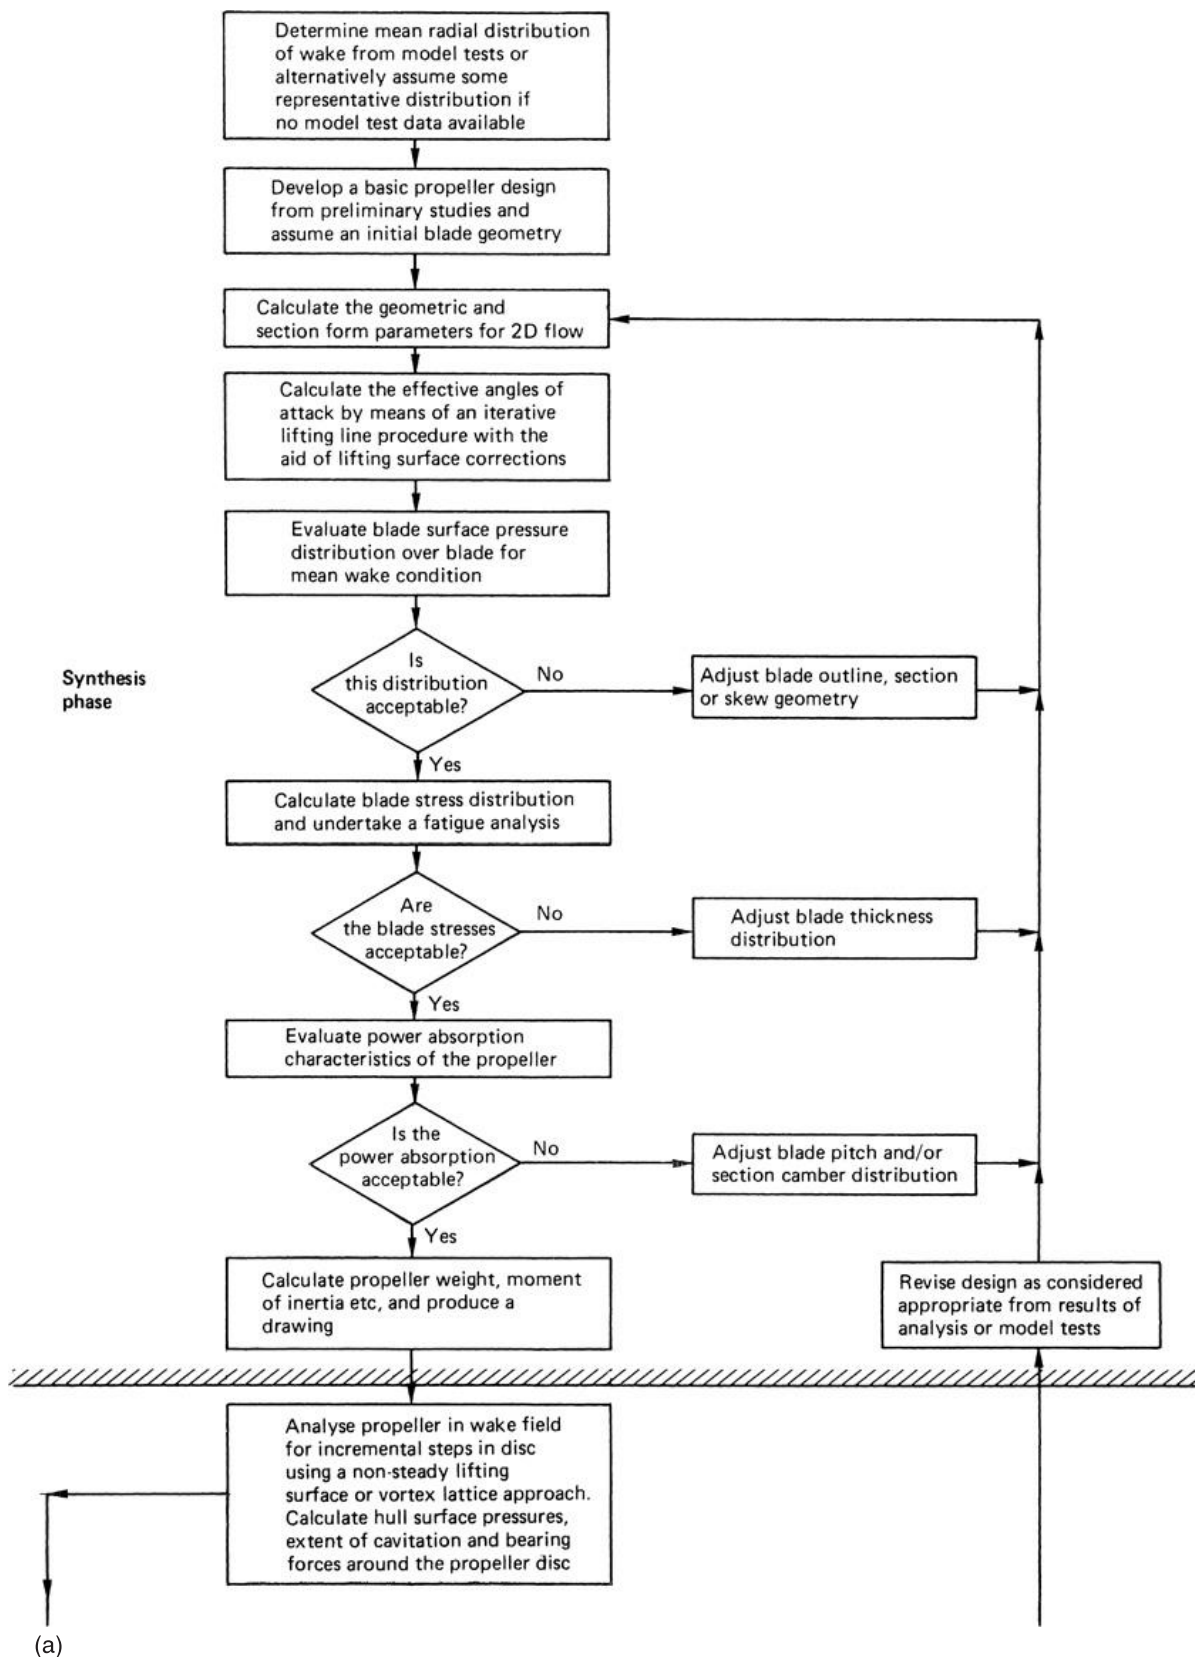 Determine mean radial distribution
of wake from model tests or
alternatively assume some
representative distribution if
no model test data available
Develop a basic propeller design
from preliminary studies and
assume an initial blade geometry
Calculate the geometric and
section form parameters for 2D flow
Calculate the effective angles of
attack by means of an iterative
lifting line procedure with the
aid of lifting surface corrections
Evaluate blade surface pressure
distribution over blade for
mean wake condition
Synthesis
phase
Is
this distribution
acceptable?
No
Adjust blade outline, section
or skew geometry
Yes
Calculate blade stress distribution
and undertake a fatigue analysis
Are
the blade stresses
acceptable?
No
Adjust blade thickness
distribution
Yes
Evaluate power absorption
characteristics of the propeller
Is the
power absorption
acceptable?
No
Adjust blade pitch and/or
section camber distribution
Yes
Calculate propeller weight, moment
of inertia etc, and produce a
drawing
Revise design as considered
appropriate from results of
analysis or model tests
Analyse propeller in wake field
for incremental steps in disc
using a non-steady lifting
surface or vortex lattice approach.
Calculate hull surface pressures,
extent of cavitation and bearing
forces around the propeller disc
(a)